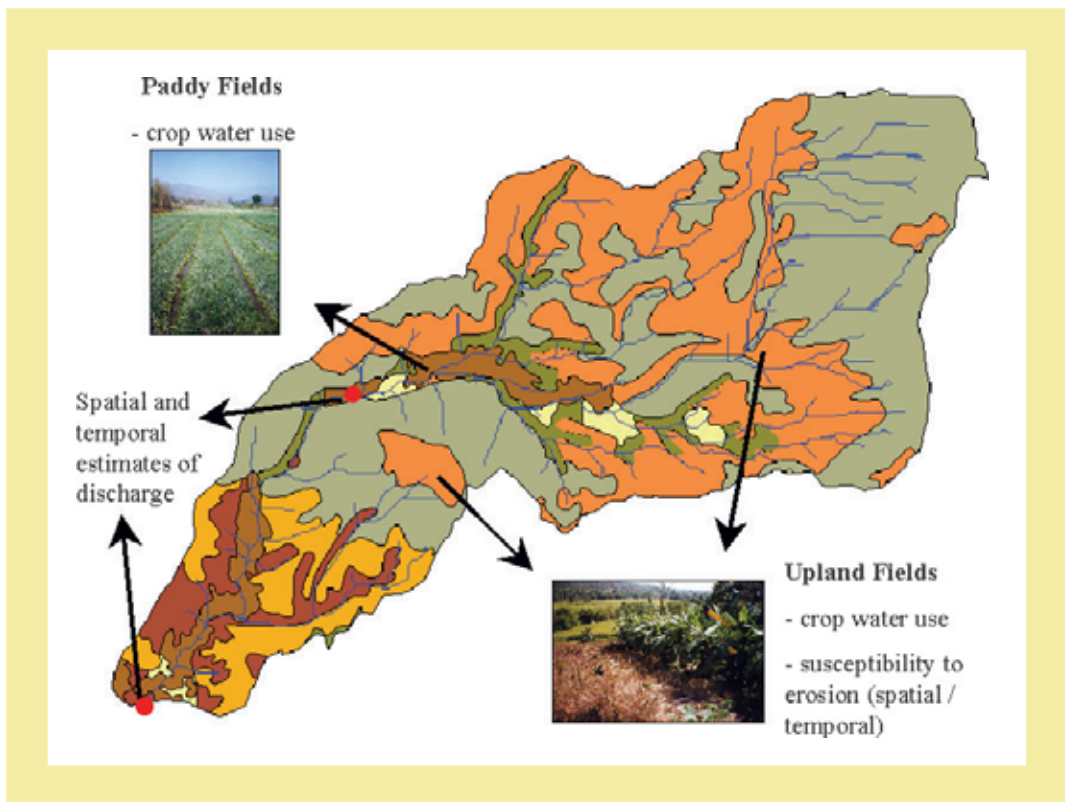 Paddy Fields
- crop water use
Spatial and
temporal
estimates of
discharge
Upland Fields
- crop water use
- susceptibility to
erosion (spatial /
temporal)